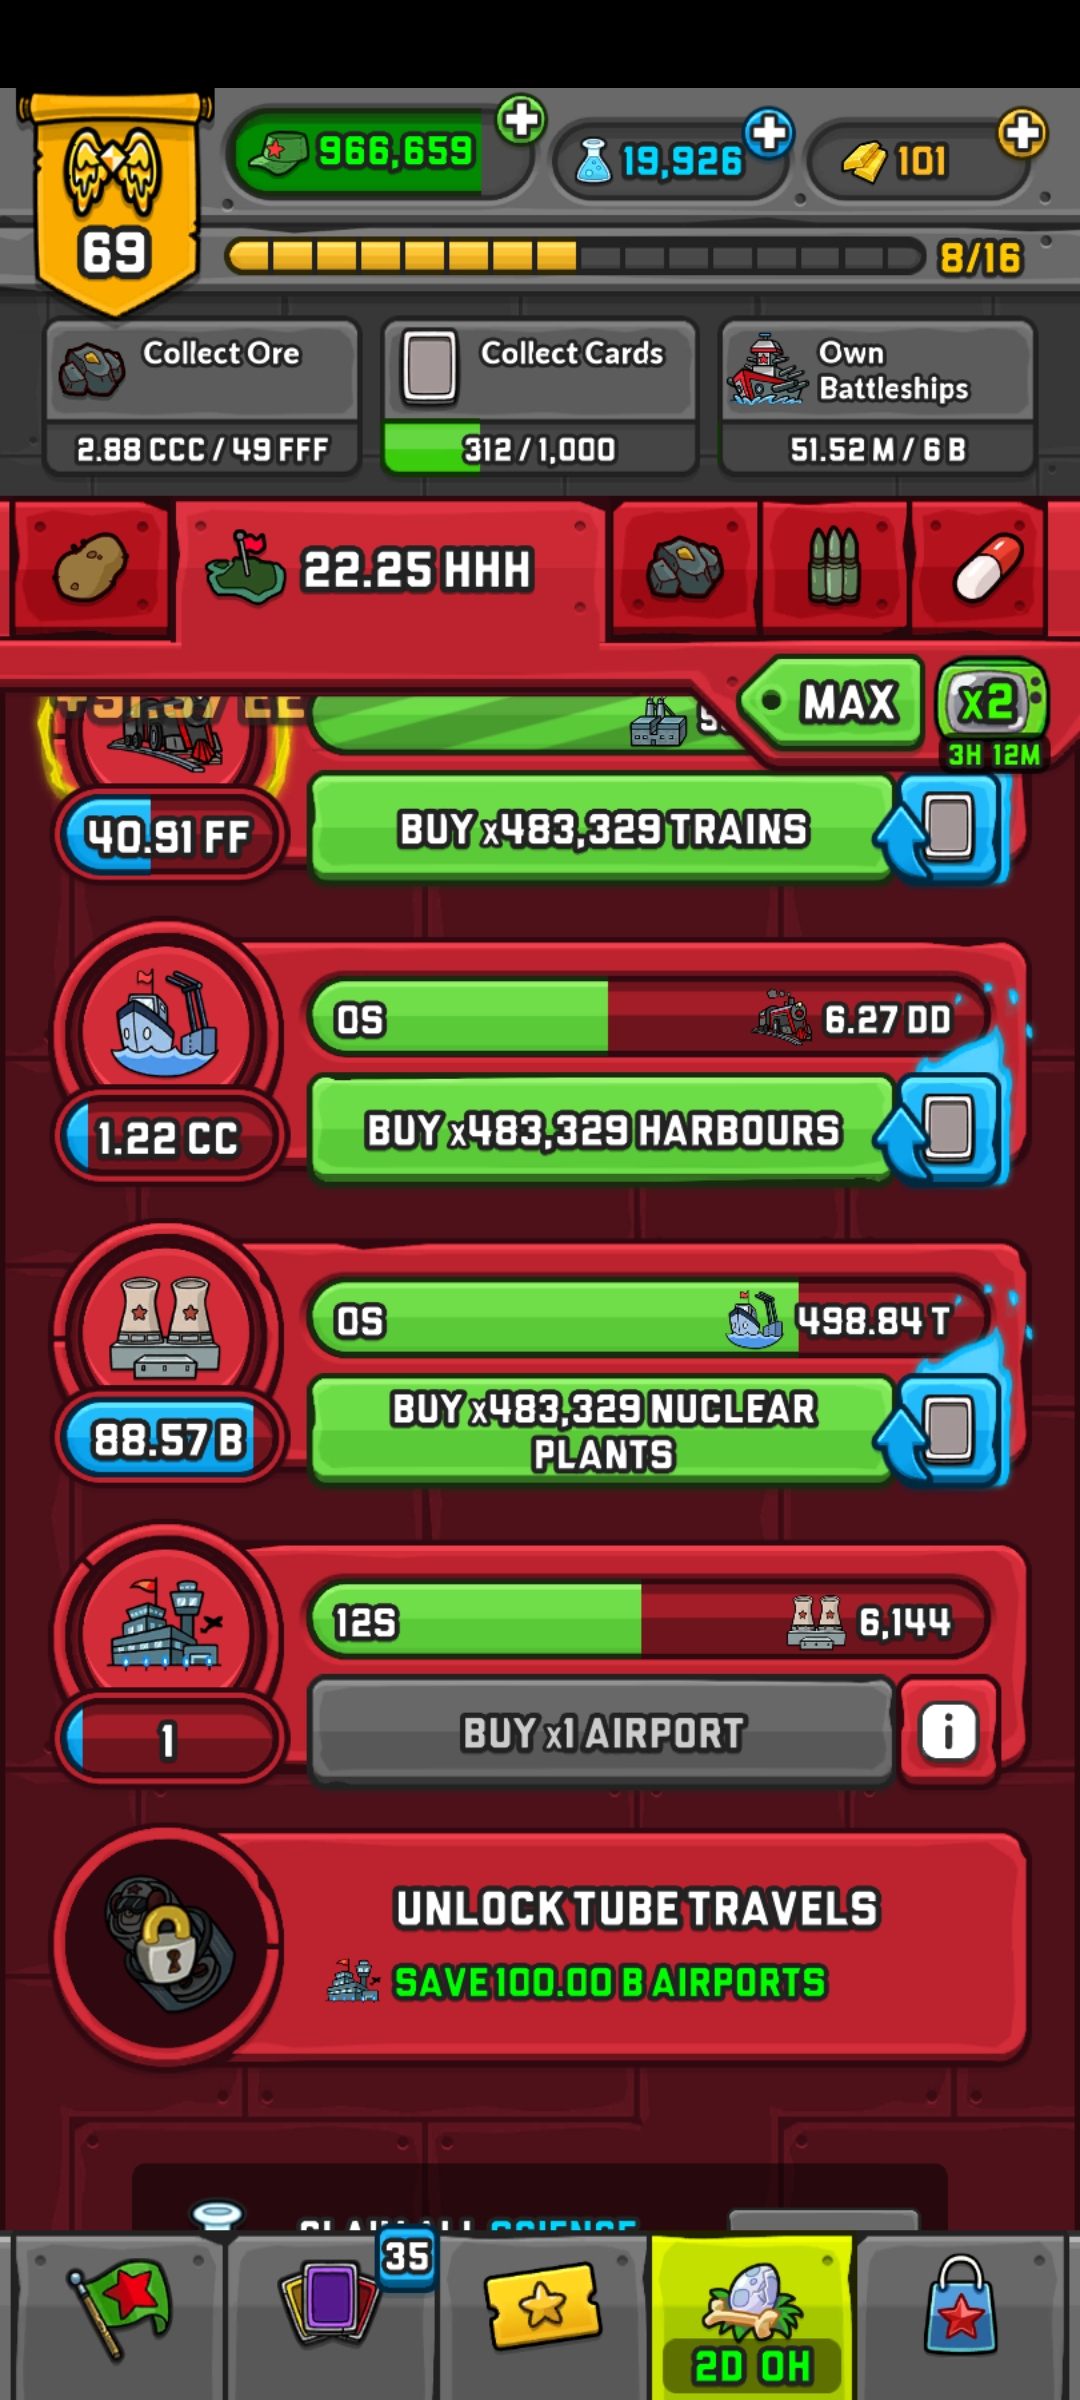 69
966,659
19,926
101
8/16
Collect Ore
2.88 CCC / 49 FFF
Collect Cards
312 / 1,000
Own
Battleships
51.52 M / 6 B
22.25 HHH
MAX
x2
3H 12M
40.91 FF
BUY x483,329 TRAINS
0S
6.27 DD
1.22 CC
BUY x483,329 HARBOURS
0S
498.84 T
88.57 B
BUY x483,329 NUCLEAR
PLANTS
12S
6,144
1
BUY x1 AIRPORT
i
UNLOCK TUBE TRAVELS
SAVE 100.00 B AIRPORTS
35
2D 0H